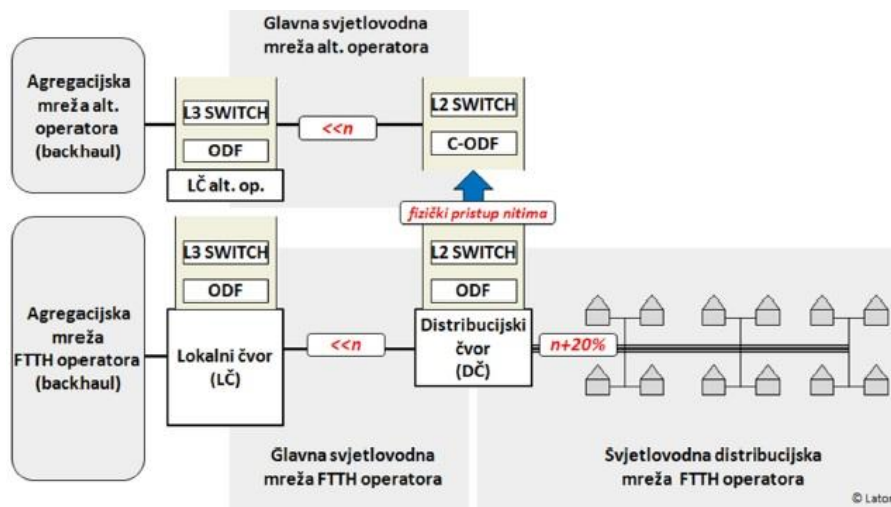 Glavna svjetlovodna
mreža alt. operatora
Agregacijska
mreža alt.
operatora
(backhaul)
L3 SWITCH
ODF
LČ alt. op.
<<n
L2 SWITCH
C-ODF
fizički pristup nitima
Agregacijska
mreža
FTTH operatora
(backhaul)
L3 SWITCH
ODF
Lokalni čvor
(LČ)
<<n
L2 SWITCH
ODF
Distribucijski
čvor
(DČ)
n+20%
Glavna svjetlovodna
mreža FTTH operatora
Svjetlovodna distribucijska
mreža FTTH operatora